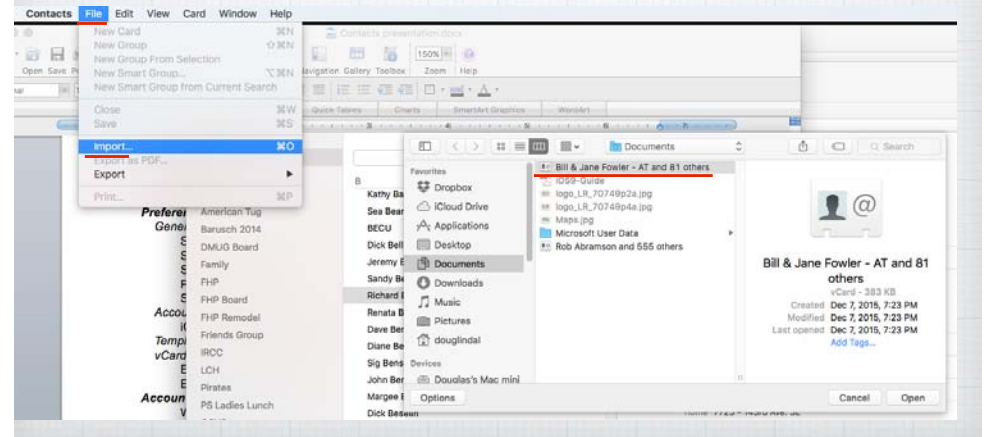 Contacts File Edit View Card Window Help
New Card ⌘N
New Group ⇧⌘N
New Group From Selection
New Smart Group... ⌥⌘N
New Smart Group from Current Search
Close ⌘W
Save ⌘S
Import... ⌘O
Export as PDF...
Export
Print... ⌘P
Contacts presentation.docx
150%
Open Save
Gallery Toolbox Zoom Help
Quick Tables Charts SmartArt Graphics WordArt
American Tug
Barusch 2014
DMUG Board
Family
FHP
FHP Board
FHP Remodel
Friends Group
IRCC
LCH
Pirates
PS Ladies Lunch
vCard
B
Kathy Ba
Sea Bear
BECU
Dick Bell
Jeremy E
Sandy Be
Richard
Renata B
Dave Ber
Diane Be
Sig Bens
John Ber
Margee
Dick Beseun
Documents
Search
Favorites
Dropbox
iCloud Drive
Applications
Desktop
Documents
Downloads
Music
Pictures
douglindal
Devices
Douglas's Mac mini
Bill & Jane Fowler - AT and 81 others
iOS9-Guide
logo_LR_70749p2a.jpg
logo_LR_70749p4a.jpg
Maps.jpg
Microsoft User Data
Rob Abramson and 555 others
Bill & Jane Fowler - AT and 81
others
vCard - 383 KB
Created Dec 7, 2015, 7:23 PM
Modified Dec 7, 2015, 7:23 PM
Last opened Dec 7, 2015, 7:23 PM
Add Tags...
Options Cancel Open